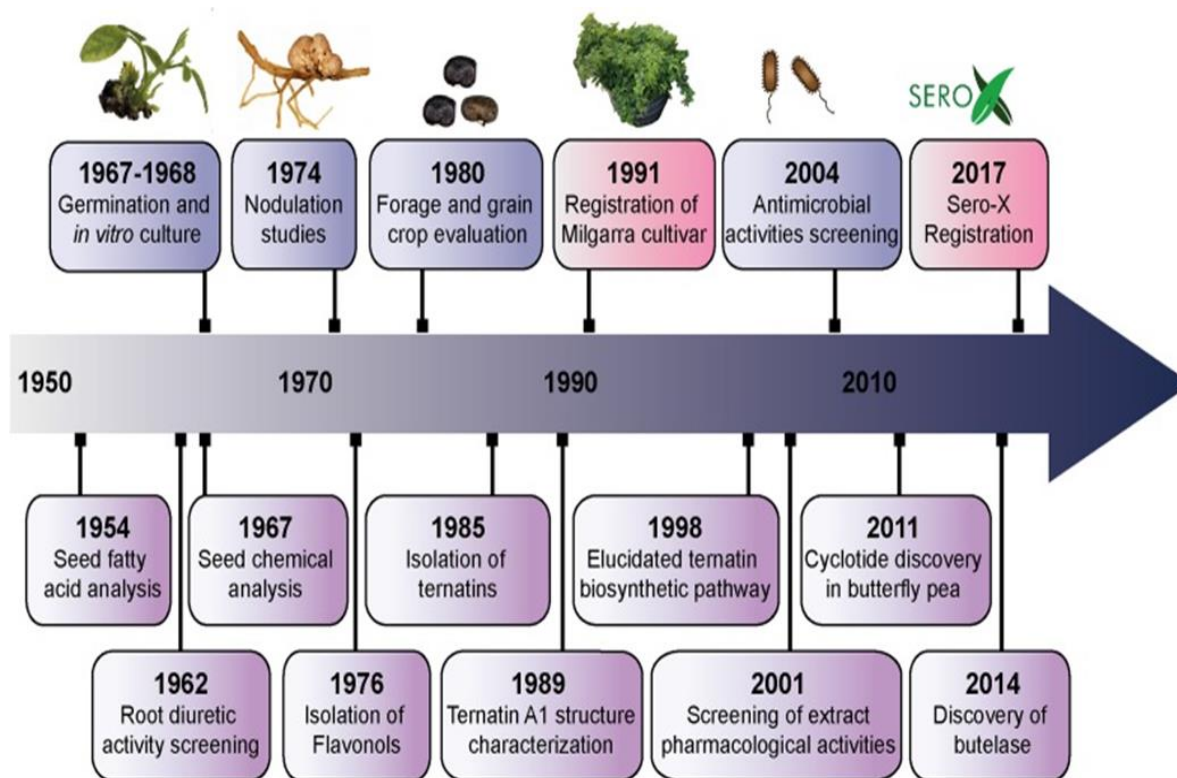 SERO X
1967-1968
Germination and
in vitro culture
1974
Nodulation
studies
1980
Forage and grain
crop evaluation
1991
Registration of
Milgarra cultivar
2004
Antimicrobial
activities screening
2017
Sero-X
Registration
1950
1970
1990
2010
1954
Seed fatty
acid analysis
1967
Seed chemical
analysis
1985
Isolation of
ternatins
1998
Elucidated ternatin
biosynthetic pathway
2011
Cyclotide discovery
in butterfly pea
1962
Root diuretic
activity screening
1976
Isolation of
Flavonols
1989
Ternatin A1 structure
characterization
2001
Screening of extract
pharmacological activities
2014
Discovery of
butelase